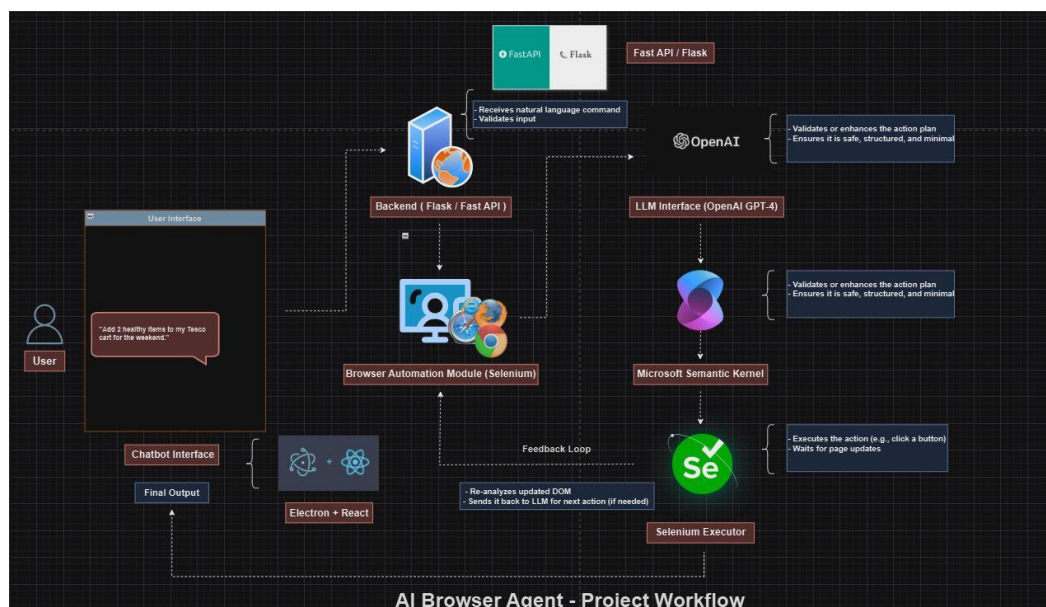 FastAPI
Flask
Fast API / Flask
- Receives natural language command
- Validates input
OpenAI
- Validates or enhances the action plan
- Ensures it is safe, structured, and minimal
Backend ( Flask / Fast API )
LLM Interface (OpenAI GPT-4)
User Interface
"Add 2 healthy items to my Tesco
cart for the weekend."
User
- Validates or enhances the action plan
- Ensures it is safe, structured, and minimal
Browser Automation Module (Selenium)
Microsoft Semantic Kernel
Chatbot Interface
Final Output
+
Electron + React
Feedback Loop
- Re-analyzes updated DOM
- Sends it back to LLM for next action (if needed)
Se
- Executes the action (e.g., click a button)
- Waits for page updates
Selenium Executor
AI Browser Agent - Project Workflow